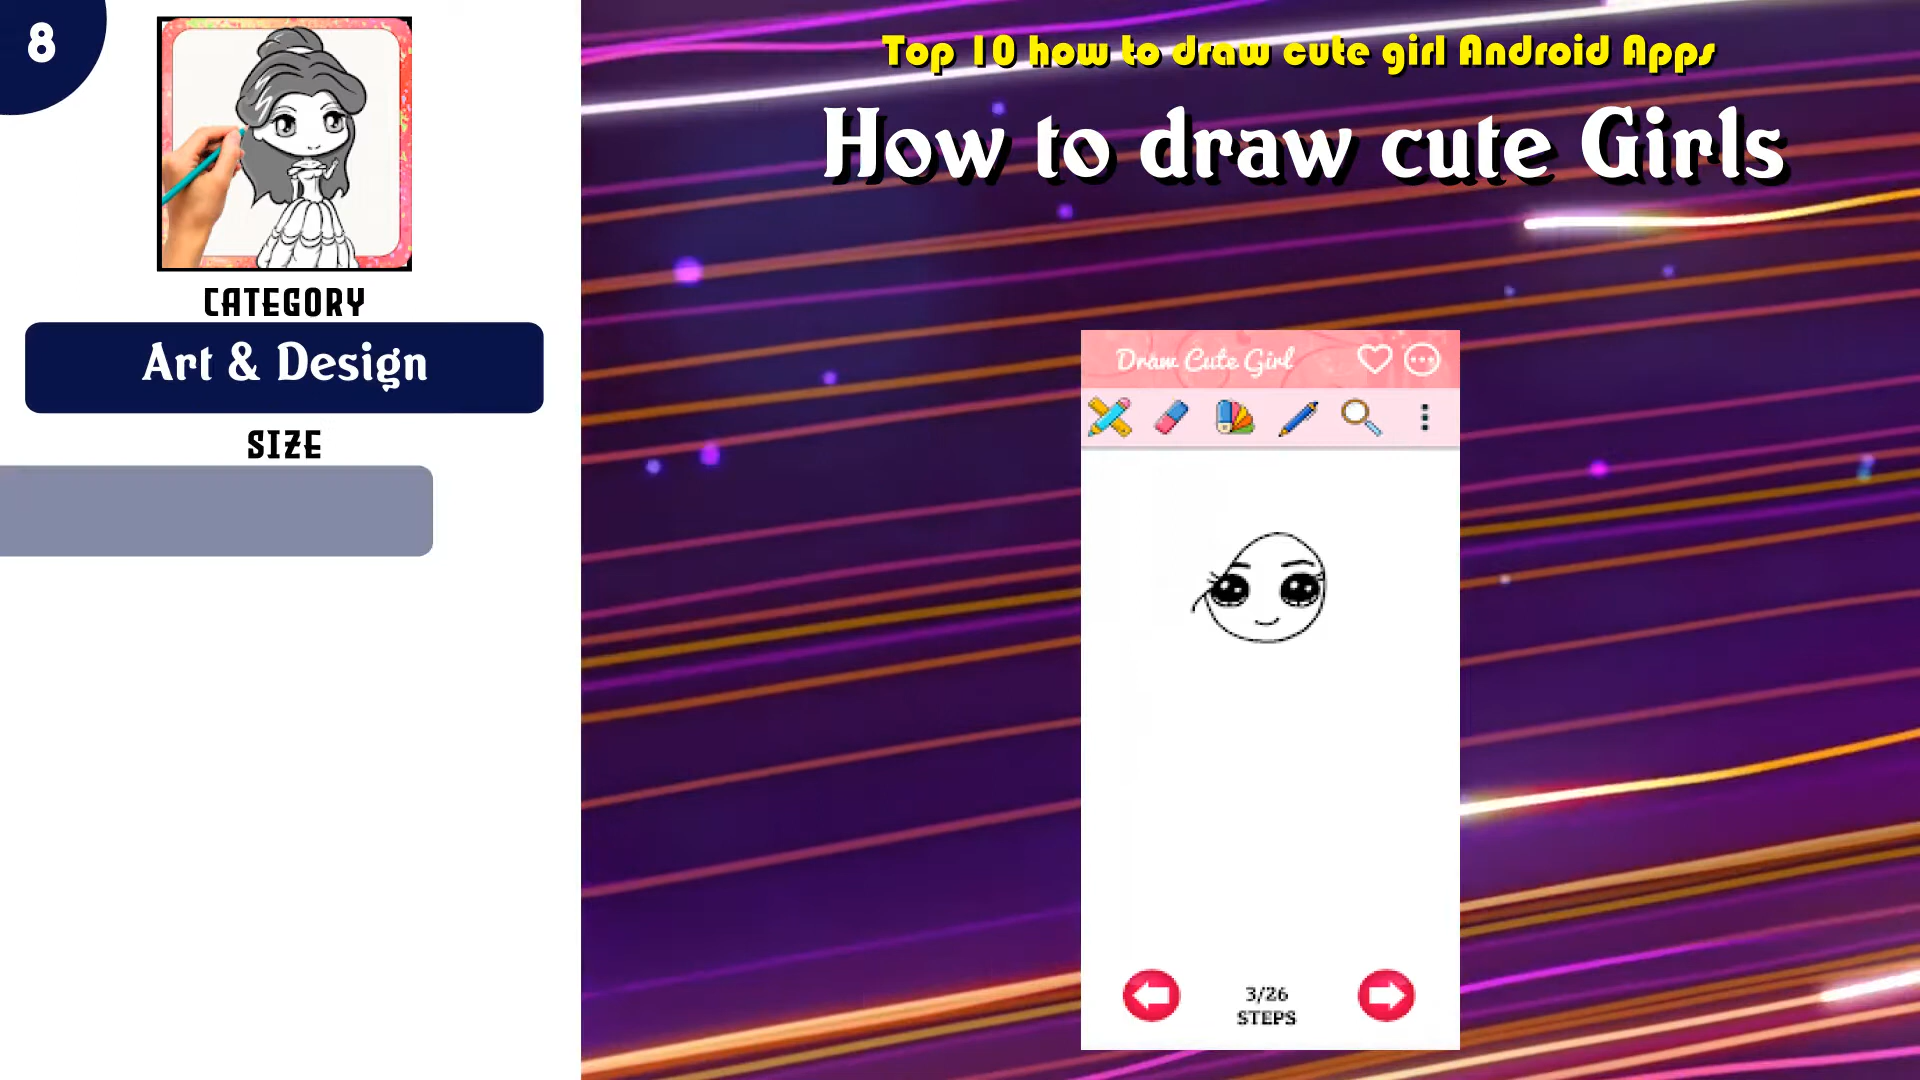 8
CATEGORY
Art & Design
SIZE
Top 10 how to draw cute girl Android Apps
How to draw cute Girls
Draw Cute Girl
3/26
STEPS